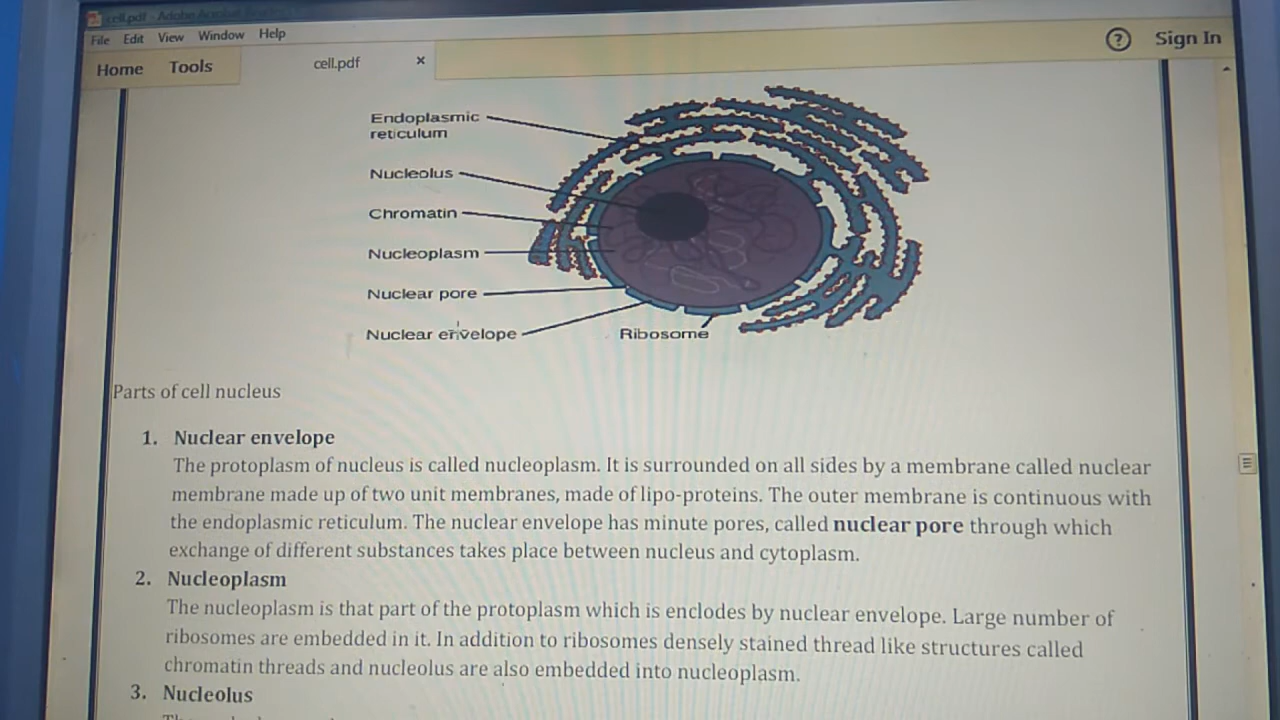 cell.pdf - Adobe Acrobat Reader
File Edit View Window Help
Home Tools cell.pdf × ? Sign In
Endoplasmic
reticulum
Nucleolus
Chromatin
Nucleoplasm
Nuclear pore
Nuclear envelope
Ribosome
Parts of cell nucleus
1. Nuclear envelope
The protoplasm of nucleus is called nucleoplasm. It is surrounded on all sides by a membrane called nuclear
membrane made up of two unit membranes, made of lipo-proteins. The outer membrane is continuous with
the endoplasmic reticulum. The nuclear envelope has minute pores, called nuclear pore through which
exchange of different substances takes place between nucleus and cytoplasm.
2. Nucleoplasm
The nucleoplasm is that part of the protoplasm which is enclodes by nuclear envelope. Large number of
ribosomes are embedded in it. In addition to ribosomes densely stained thread like structures called
chromatin threads and nucleolus are also embedded into nucleoplasm.
3. Nucleolus